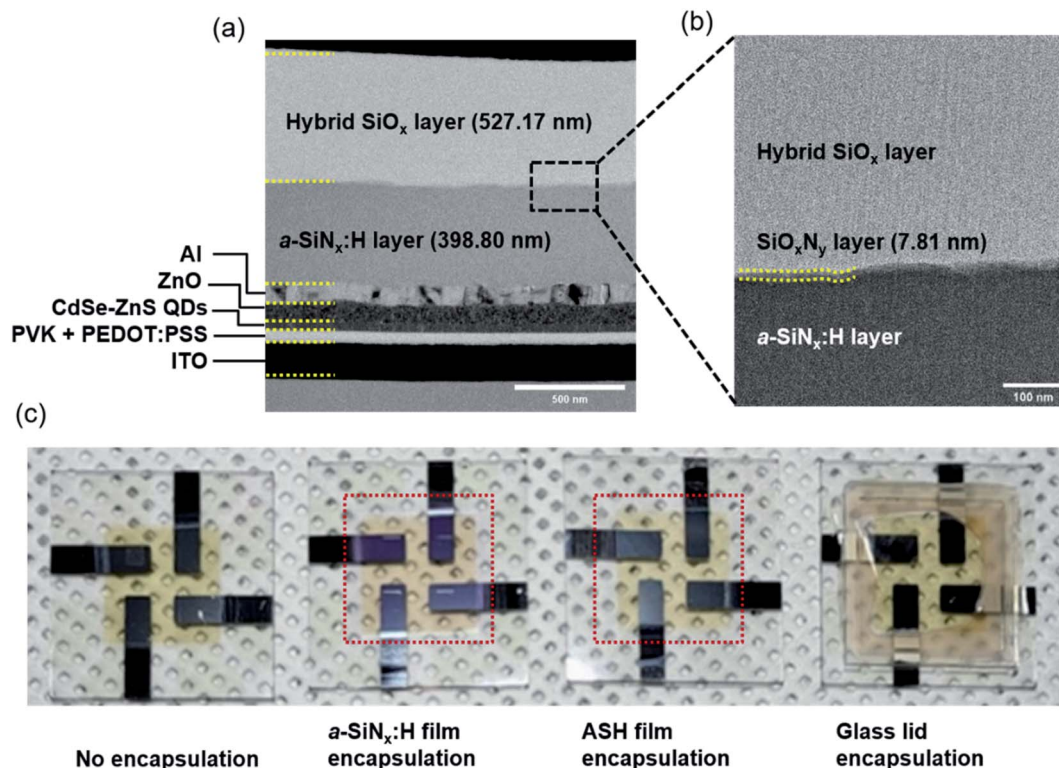 (a)
Hybrid SiOₓ layer (527.17 nm)
a-SiNₓ:H layer (398.80 nm)
Al
ZnO
CdSe-ZnS QDs
PVK + PEDOT:PSS
ITO
500 nm
(b)
Hybrid SiOₓ layer
SiOₓNᵧ layer (7.81 nm)
a-SiNₓ:H layer
100 nm
(c)
No encapsulation
a-SiNₓ:H film
encapsulation
ASH film
encapsulation
Glass lid
encapsulation